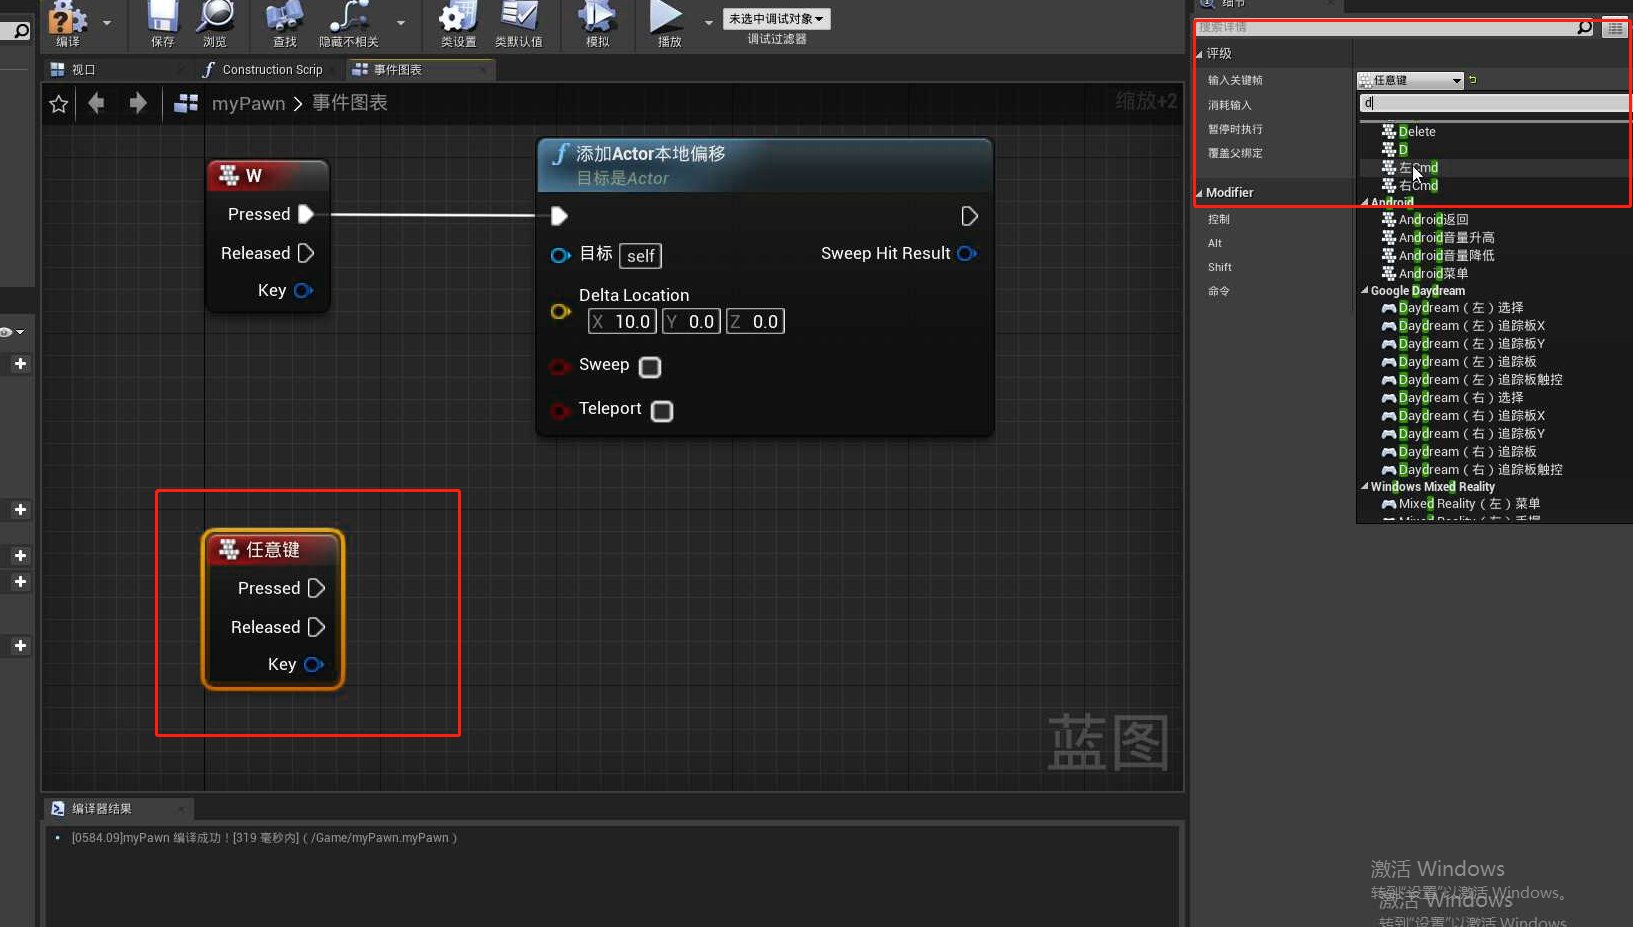 细节
编译
保存
浏览
查找
隐藏不相关
类设置
类默认值
模拟
播放
未选中调试对象
调试过滤器
视口
Construction Scrip
事件图表
myPawn > 事件图表
缩放+2
W
Pressed
Released
Key
添加Actor本地偏移
目标是Actor
目标 self
Sweep Hit Result
Delta Location
X 10.0 Y 0.0 Z 0.0
Sweep
Teleport
任意键
Pressed
Released
Key
蓝图
编译器结果
[0584.09]myPawn 编译成功！[319 毫秒内] ( /Game/myPawn.myPawn )
搜索详情
评级
输入关键帧
任意键
消耗输入
d
暂停时执行
覆盖父绑定
Modifier
控制
Alt
Shift
命令
Delete
D
左Cmd
右Cmd
Android
Android返回
Android音量升高
Android音量降低
Android菜单
Google Daydream
Daydream（左）选择
Daydream（左）追踪板X
Daydream（左）追踪板Y
Daydream（左）追踪板
Daydream（左）追踪板触控
Daydream（右）选择
Daydream（右）追踪板X
Daydream（右）追踪板Y
Daydream（右）追踪板
Daydream（右）追踪板触控
Windows Mixed Reality
Mixed Reality（左）菜单
激活 Windows
转到"设置"以激活 Windows。
激活 Windows
转到"设置"以激活 Windows